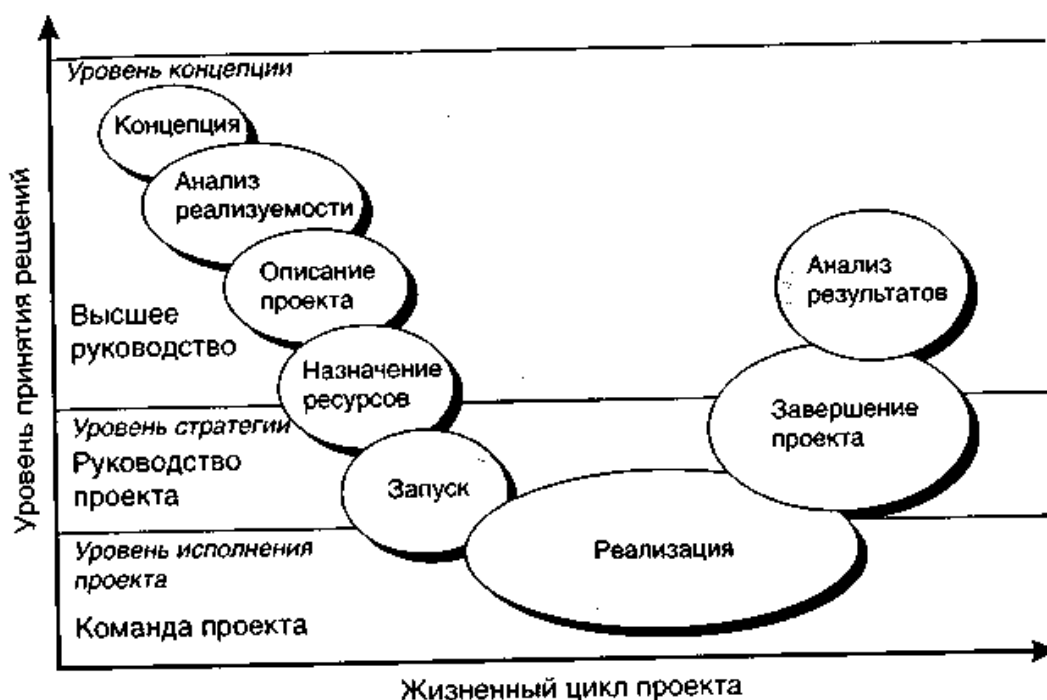 Уровень принятия решений
Уровень концепции
Концепция
Анализ
реализуемости
Описание
проекта
Высшее
руководство
Назначение
ресурсов
Уровень стратегии
Руководство
проекта
Запуск
Уровень исполнения
проекта
Команда проекта
Реализация
Завершение
проекта
Анализ
результатов
Жизненный цикл проекта